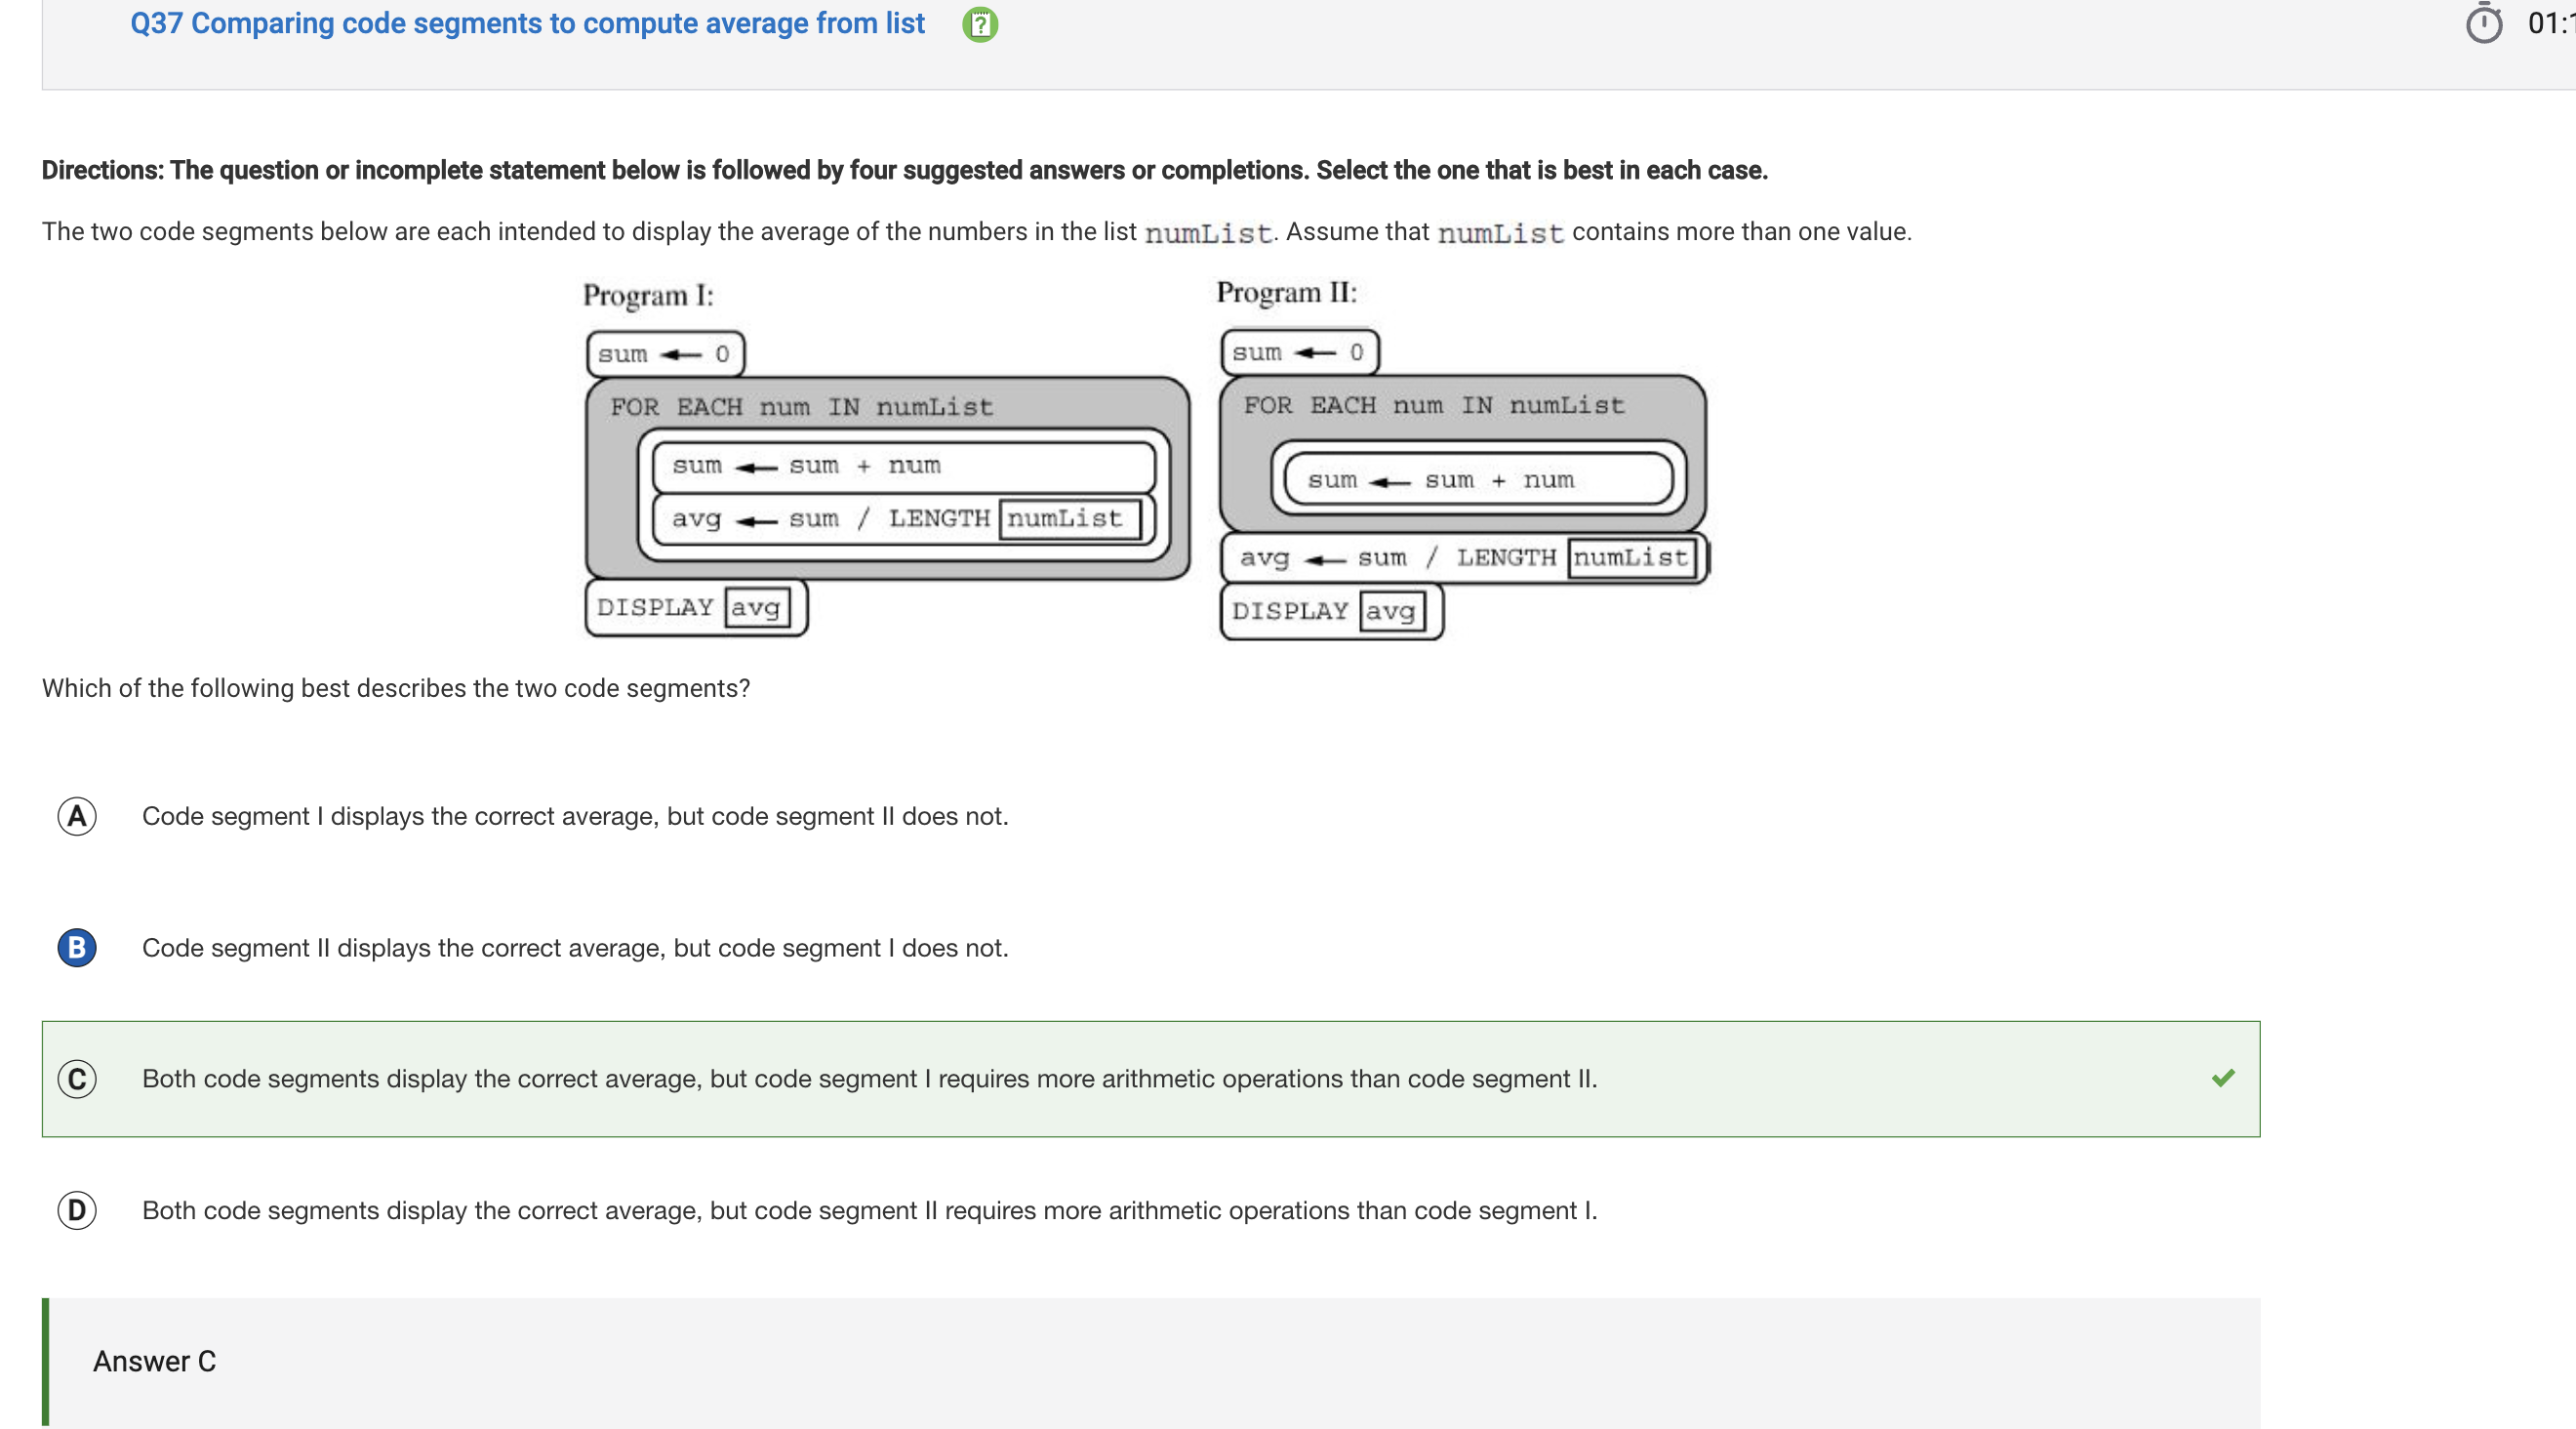 Q37 Comparing code segments to compute average from list
01:
Directions: The question or incomplete statement below is followed by four suggested answers or completions. Select the one that is best in each case.
The two code segments below are each intended to display the average of the numbers in the list numList. Assume that numList contains more than one value.
Program I:
sum ← 0
FOR EACH num IN numList
sum ← sum + num
avg ← sum / LENGTH numList
DISPLAY avg
Program II:
sum ← 0
FOR EACH num IN numList
sum ← sum + num
avg ← sum / LENGTH numList
DISPLAY avg
Which of the following best describes the two code segments?
A Code segment I displays the correct average, but code segment II does not.
B Code segment II displays the correct average, but code segment I does not.
C Both code segments display the correct average, but code segment I requires more arithmetic operations than code segment II.
D Both code segments display the correct average, but code segment II requires more arithmetic operations than code segment I.
Answer C